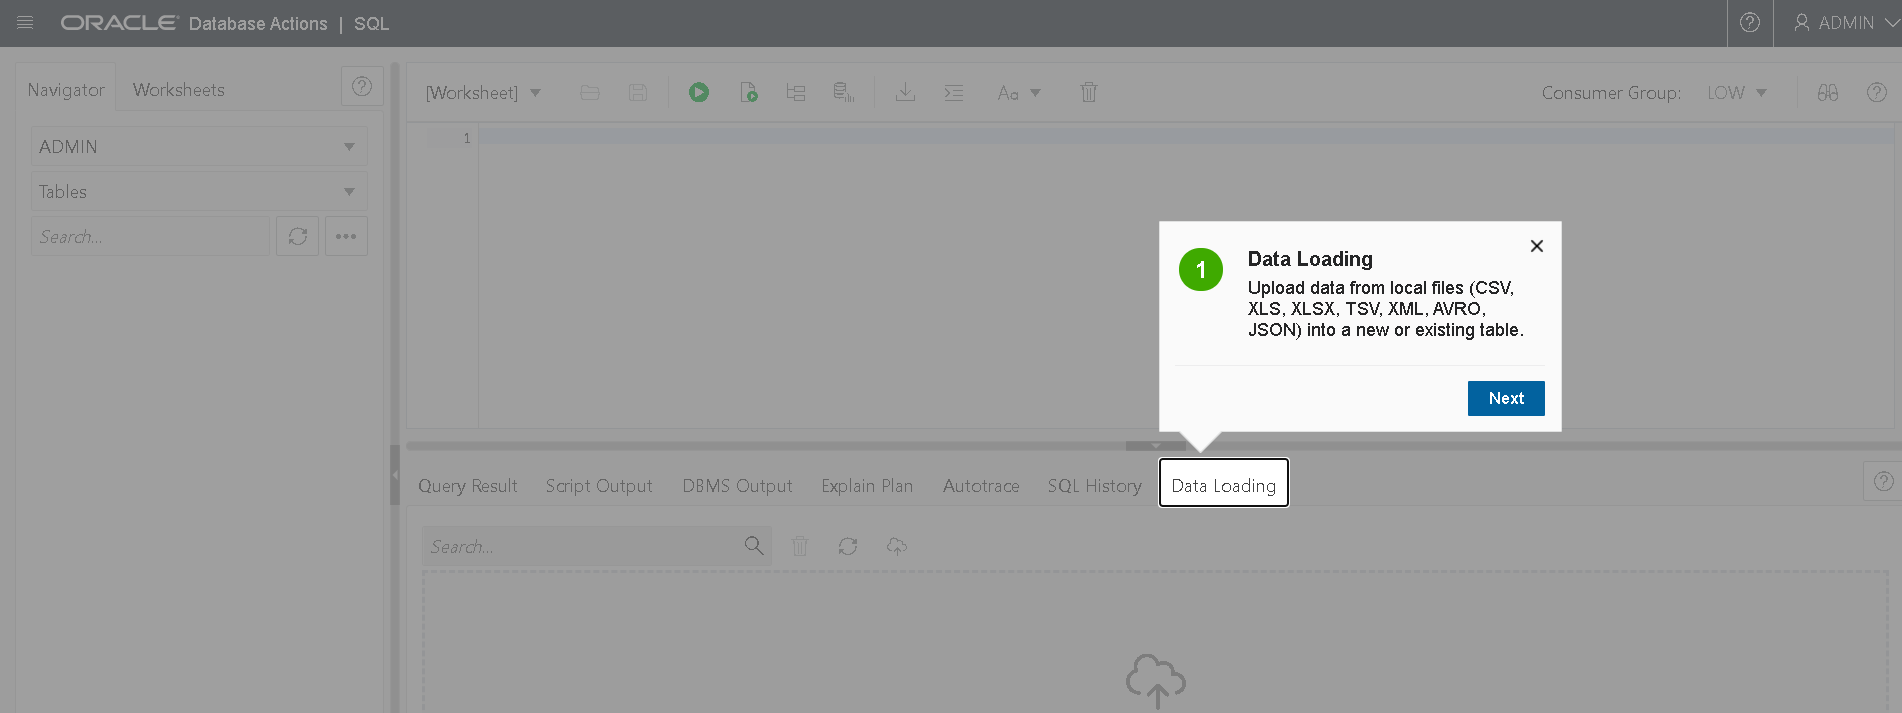 ORACLE Database Actions | SQL
ADMIN
Navigator
Worksheets
ADMIN
Tables
Search...
[Worksheet]
Aa
Consumer Group:
LOW
1
1
Data Loading
Upload data from local files (CSV,
XLS, XLSX, TSV, XML, AVRO,
JSON) into a new or existing table.
Next
Query Result
Script Output
DBMS Output
Explain Plan
Autotrace
SQL History
Data Loading
Search...